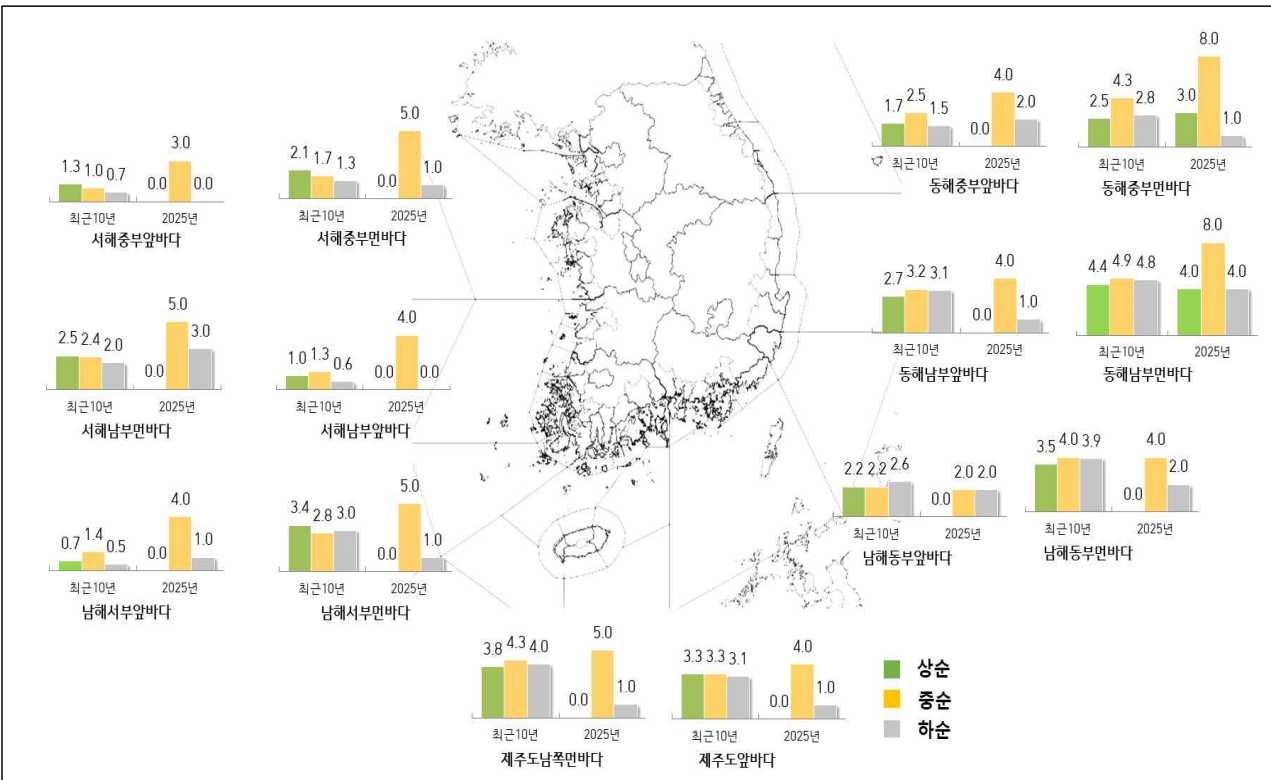 1.3 1.0 0.7 0.0 3.0 0.0
최근10년 2025년
서해중부앞바다
2.1 1.7 1.3 0.0 5.0 1.0
최근10년 2025년
서해중부먼바다
1.7 2.5 1.5 0.0 4.0 2.0
최근10년 2025년
동해중부앞바다
2.5 4.3 2.8 3.0 8.0 1.0
최근10년 2025년
동해중부먼바다
2.5 2.4 2.0 0.0 5.0 3.0
최근10년 2025년
서해남부먼바다
1.0 1.3 0.6 0.0 4.0 0.0
최근10년 2025년
서해남부앞바다
2.7 3.2 3.1 0.0 4.0 1.0
최근10년 2025년
동해남부앞바다
4.4 4.9 4.8 4.0 8.0 4.0
최근10년 2025년
동해남부먼바다
0.7 1.4 0.5 0.0 4.0 1.0
최근10년 2025년
남해서부앞바다
3.4 2.8 3.0 0.0 5.0 1.0
최근10년 2025년
남해서부먼바다
2.2 2.2 2.6 0.0 2.0 2.0
최근10년 2025년
남해동부앞바다
3.5 4.0 3.9 0.0 4.0 2.0
최근10년 2025년
남해동부먼바다
3.8 4.3 4.0 0.0 5.0 1.0
최근10년 2025년
제주도남쪽먼바다
3.3 3.3 3.1 0.0 4.0 1.0
최근10년 2025년
제주도앞바다
상순
중순
하순